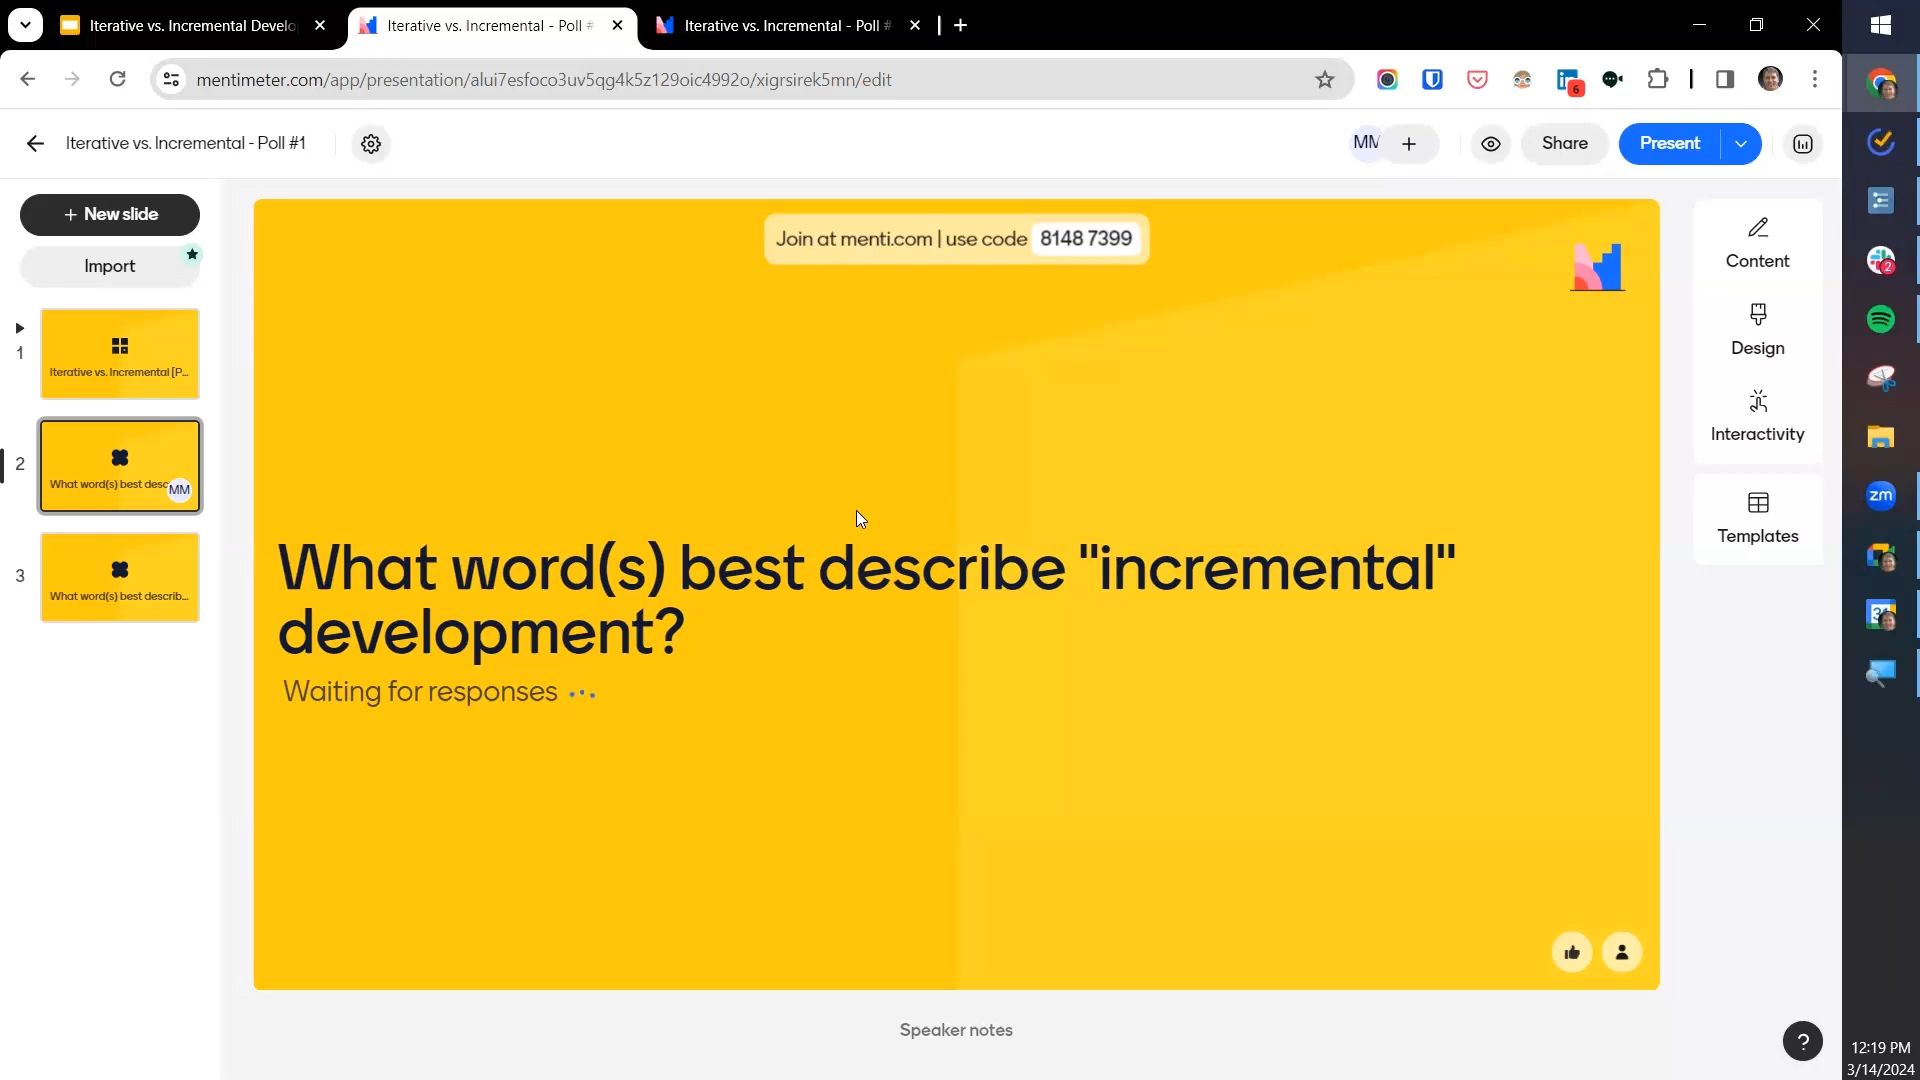 Iterative vs. Incremental Develo
Iterative vs. Incremental - Poll #
Iterative vs. Incremental - Poll #
mentimeter.com/app/presentation/alui7esfoco3uv5qg4k5z129oic4992o/xigrsirek5mn/edit
6
Iterative vs. Incremental - Poll #1
MM
Share
Present
+ New slide
Import
1
Iterative vs. Incremental [P...
2
What word(s) best desc
MM
3
What word(s) best describ...
Join at menti.com | use code 8148 7399
What word(s) best describe "incremental"
development?
Waiting for responses
Speaker notes
Content
Design
Interactivity
Templates
?
2
zm
31
12:19 PM
3/14/2024